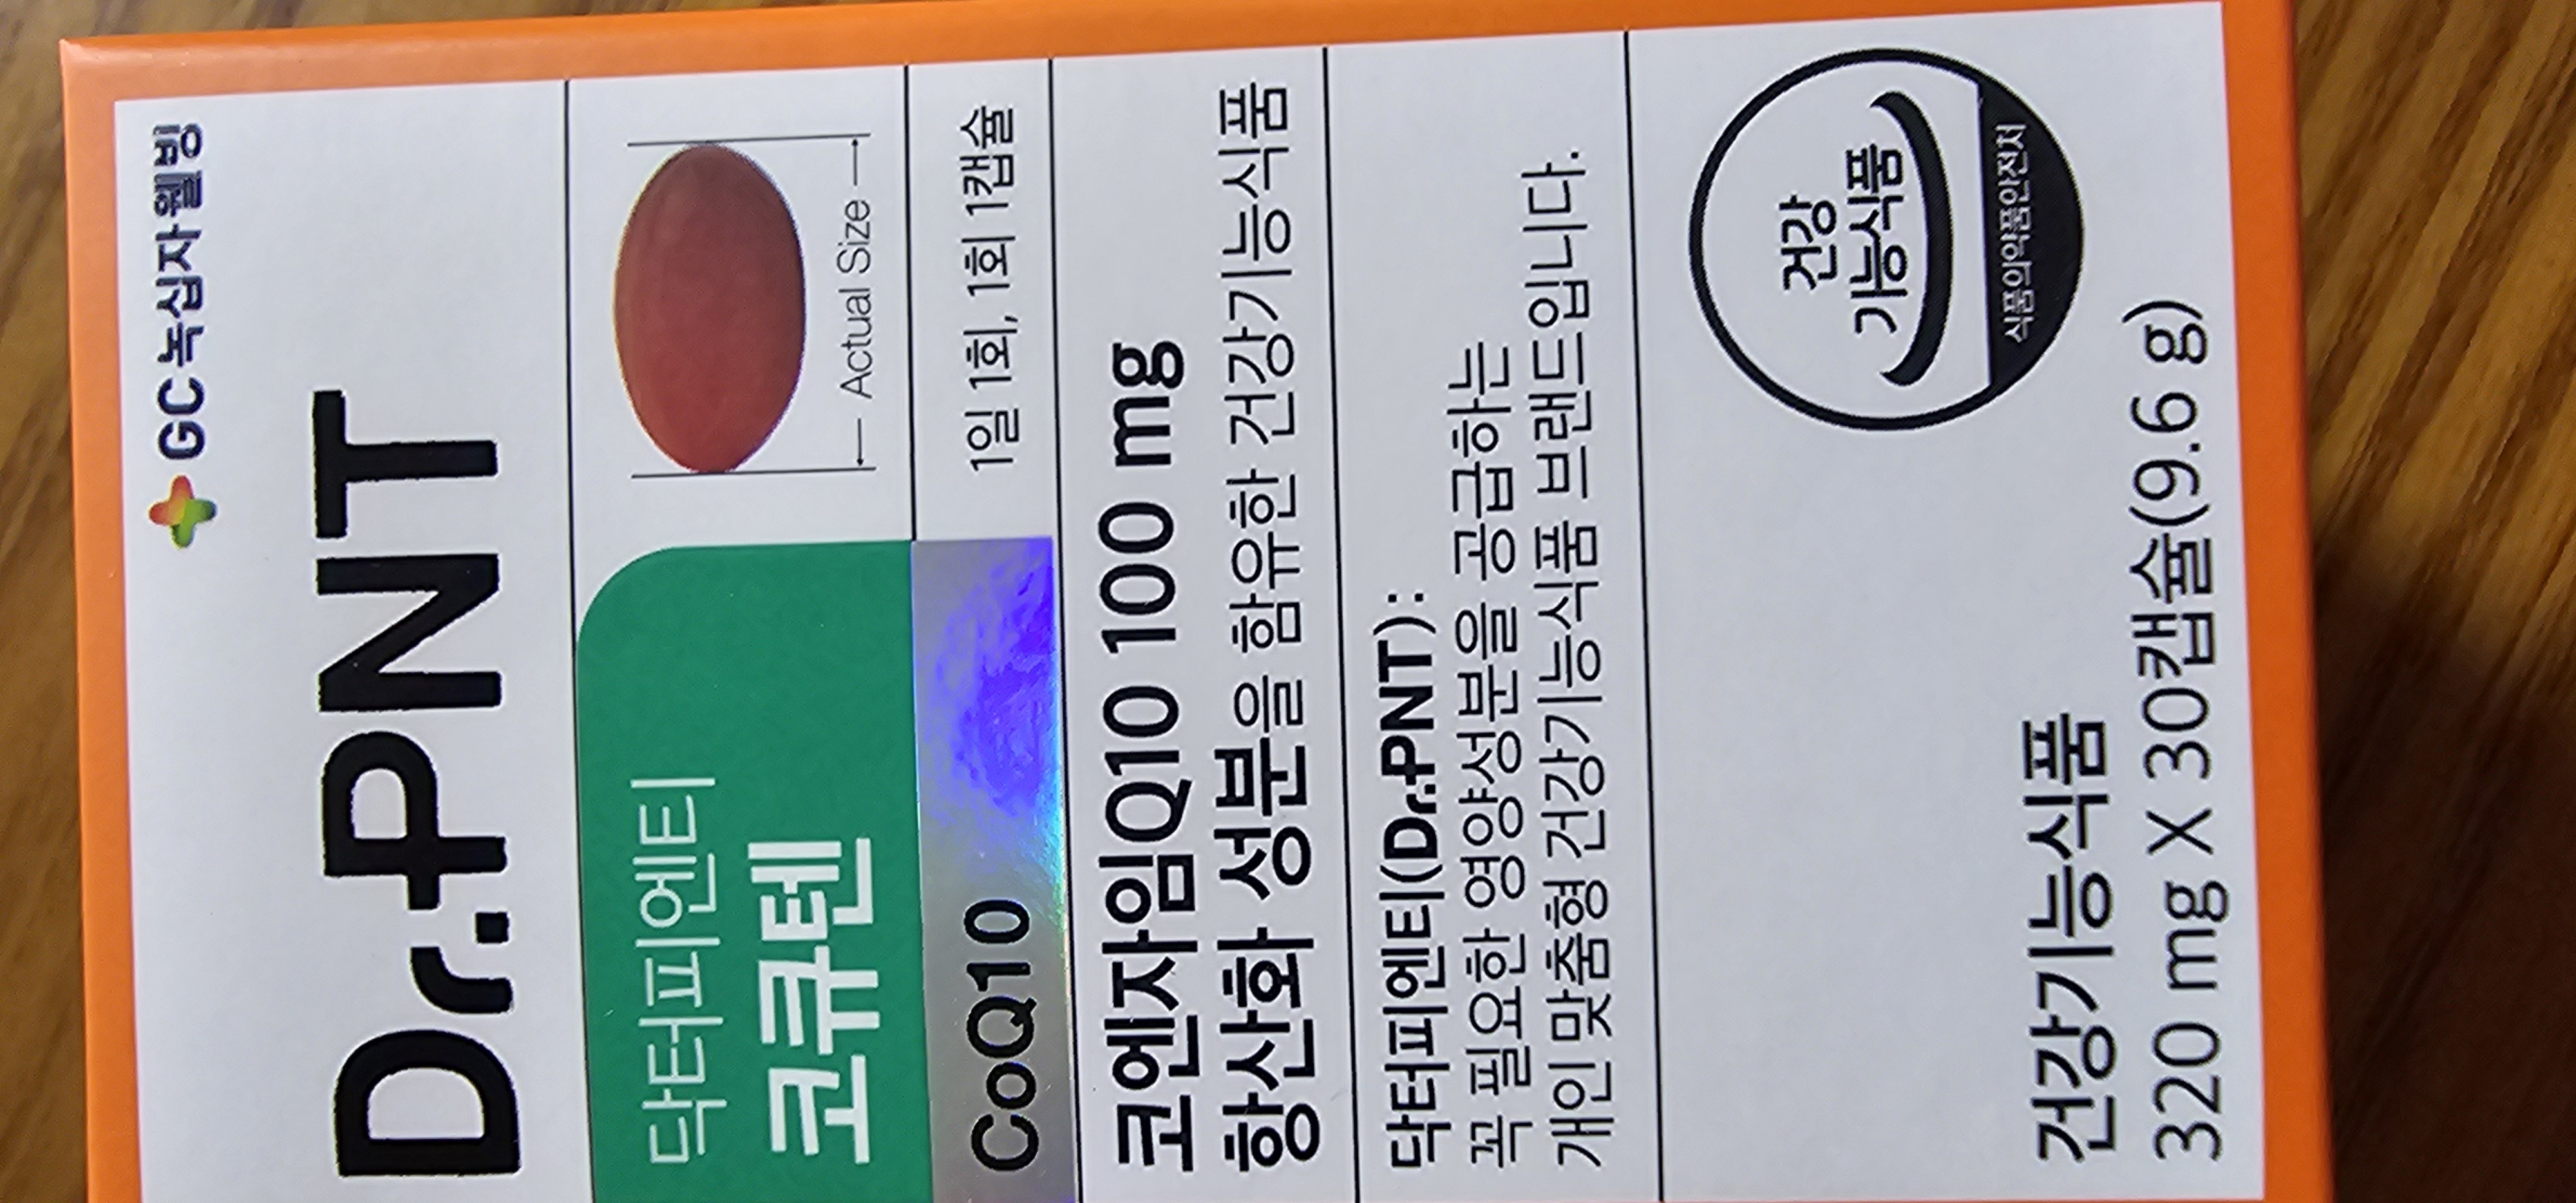 GC녹십자웰빙
Dr.PNT
닥터피엔티
코큐텐
Actual Size
CoQ10
1일 1회, 1회 1캡슐
코엔자임Q10 100 mg
항산화 성분을 함유한 건강기능식품
닥터피엔티(Dr.PNT):
꼭 필요한 영양성분을 공급하는
개인 맞춤형 건강기능식품 브랜드입니다.
건강
기능식품
식품의약품안전처
건강기능식품
320 mg X 30캡슐(9.6 g)